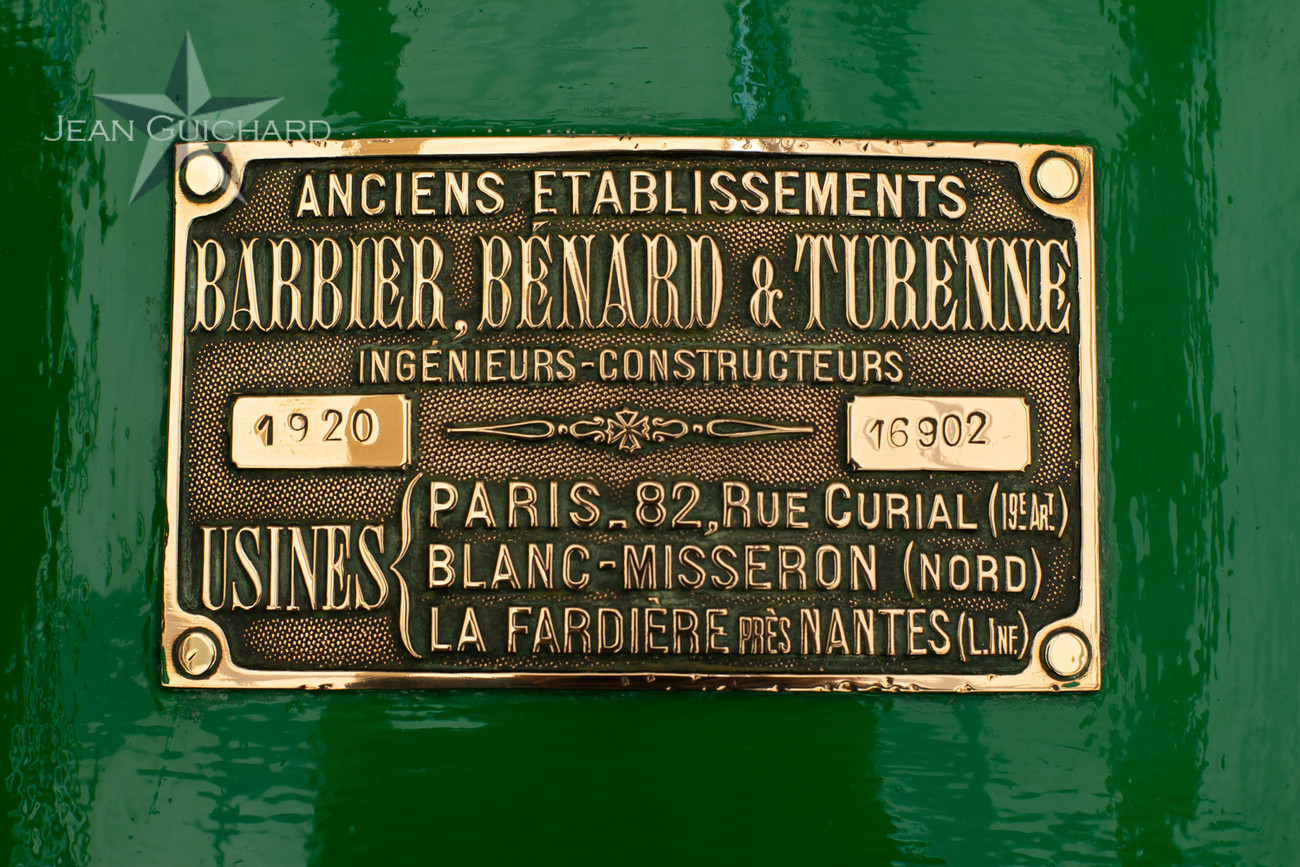 JEAN GUICHARD
ANCIENS ETABLISSEMENTS
BARBIER, BÉNARD & TURENNE
INGÉNIEURS-CONSTRUCTEURS
1920 16902
USINES
PARIS_82, RUE CURIAL (19E ART.)
BLANC-MISSERON (NORD)
LA FARDIÈRE PRÈS NANTES (L.INF.)